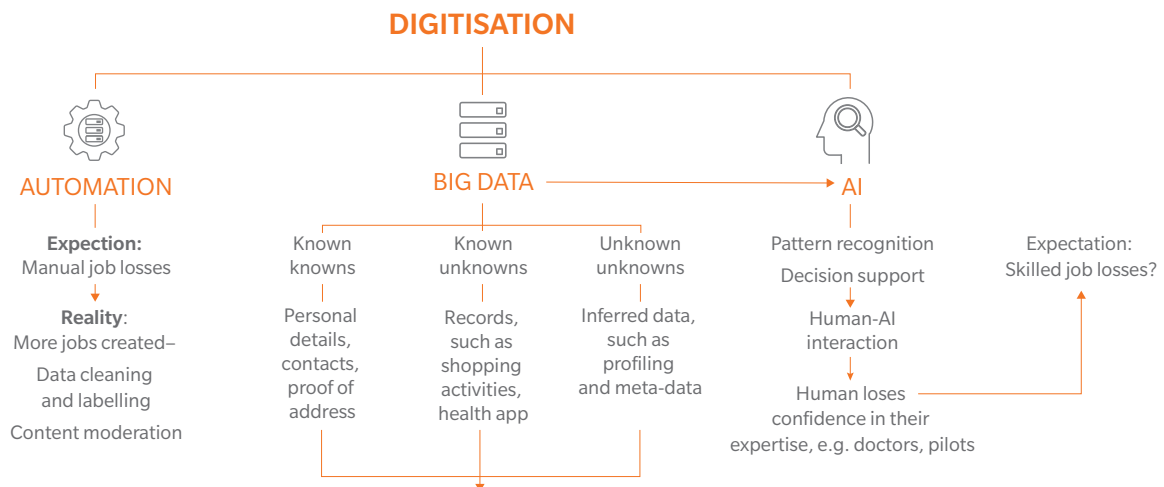 DIGITISATION
AUTOMATION
Expection:
Manual job losses
Reality:
More jobs created–
Data cleaning
and labelling
Content moderation
BIG DATA
Known
knowns
Personal
details,
contacts,
proof of
address
Known
unknowns
Records,
such as
shopping
activities,
health app
Unknown
unknowns
Inferred data,
such as
profiling
and meta-data
AI
Pattern recognition
Decision support
Human-AI
interaction
Human loses
confidence in their
expertise, e.g. doctors, pilots
Expectation:
Skilled job losses?